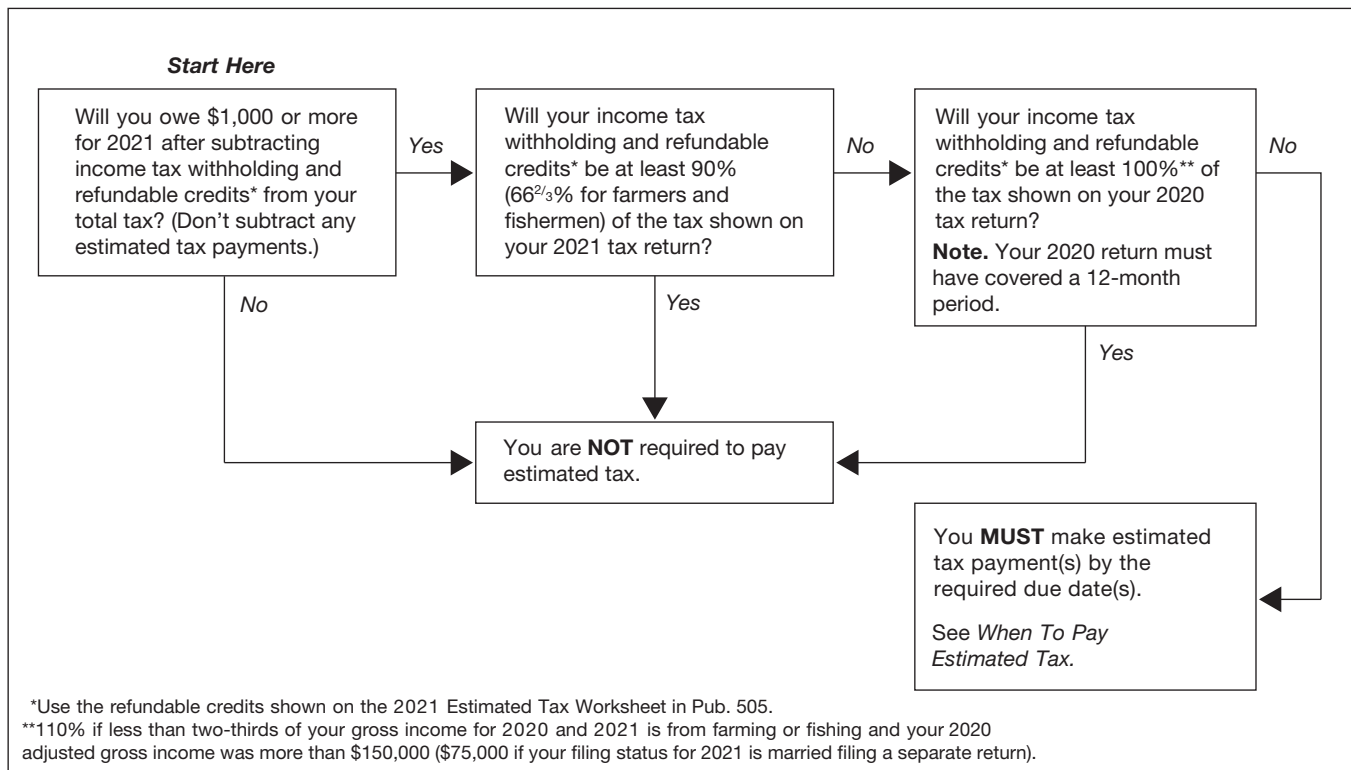 Start Here
Will you owe $1,000 or more
for 2021 after subtracting
income tax withholding and
refundable credits* from your
total tax? (Don’t subtract any
estimated tax payments.)
Yes
No
Will your income tax
withholding and refundable
credits* be at least 90%
(66 2/3% for farmers and
fishermen) of the tax shown on
your 2021 tax return?
No
Yes
Will your income tax
withholding and refundable
credits* be at least 100%** of
the tax shown on your 2020
tax return?
Note. Your 2020 return must
have covered a 12-month
period.
No
Yes
You are NOT required to pay
estimated tax.
You MUST make estimated
tax payment(s) by the
required due date(s).
See When To Pay
Estimated Tax.
*Use the refundable credits shown on the 2021 Estimated Tax Worksheet in Pub. 505.
**110% if less than two-thirds of your gross income for 2020 and 2021 is from farming or fishing and your 2020
adjusted gross income was more than $150,000 ($75,000 if your filing status for 2021 is married filing a separate return).